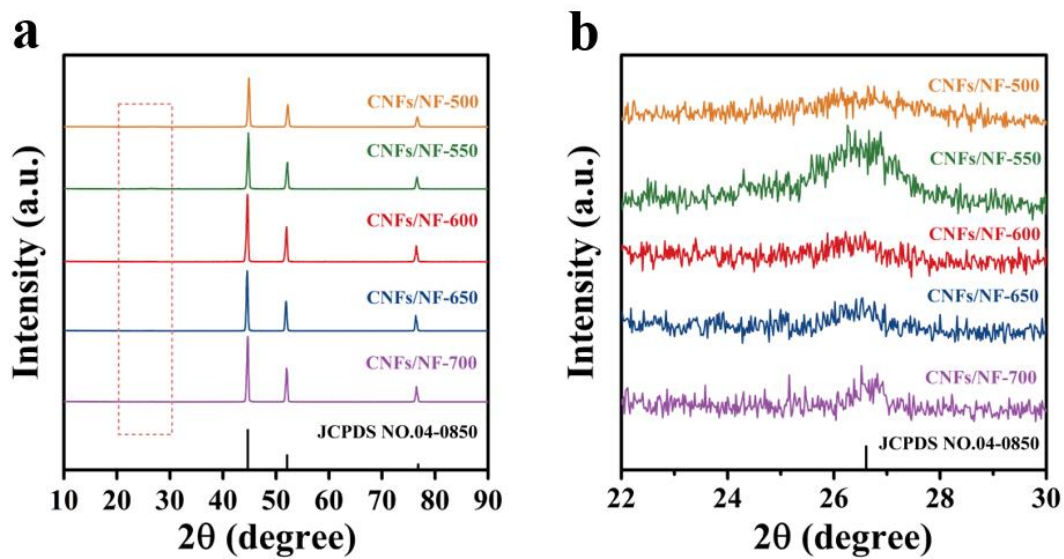 a
CNFs/NF-500
CNFs/NF-550
CNFs/NF-600
CNFs/NF-650
CNFs/NF-700
JCPDS NO.04-0850
Intensity (a.u.)
10 20 30 40 50 60 70 80 90
2θ (degree)
b
CNFs/NF-500
CNFs/NF-550
CNFs/NF-600
CNFs/NF-650
CNFs/NF-700
JCPDS NO.04-0850
Intensity (a.u.)
22 24 26 28 30
2θ (degree)